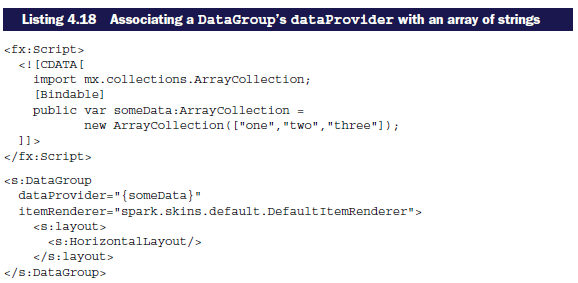 Listing 4.18 Associating a DataGroup's dataProvider with an array of strings
<fx:Script>
  <![CDATA[
    import mx.collections.ArrayCollection;
    [Bindable]
    public var someData:ArrayCollection =
           new ArrayCollection(["one","two","three"]);
  ]]>
</fx:Script>
<s:DataGroup
  dataProvider="{someData}"
  itemRenderer="spark.skins.default.DefaultItemRenderer">
    <s:layout>
      <s:HorizontalLayout/>
    </s:layout>
</s:DataGroup>